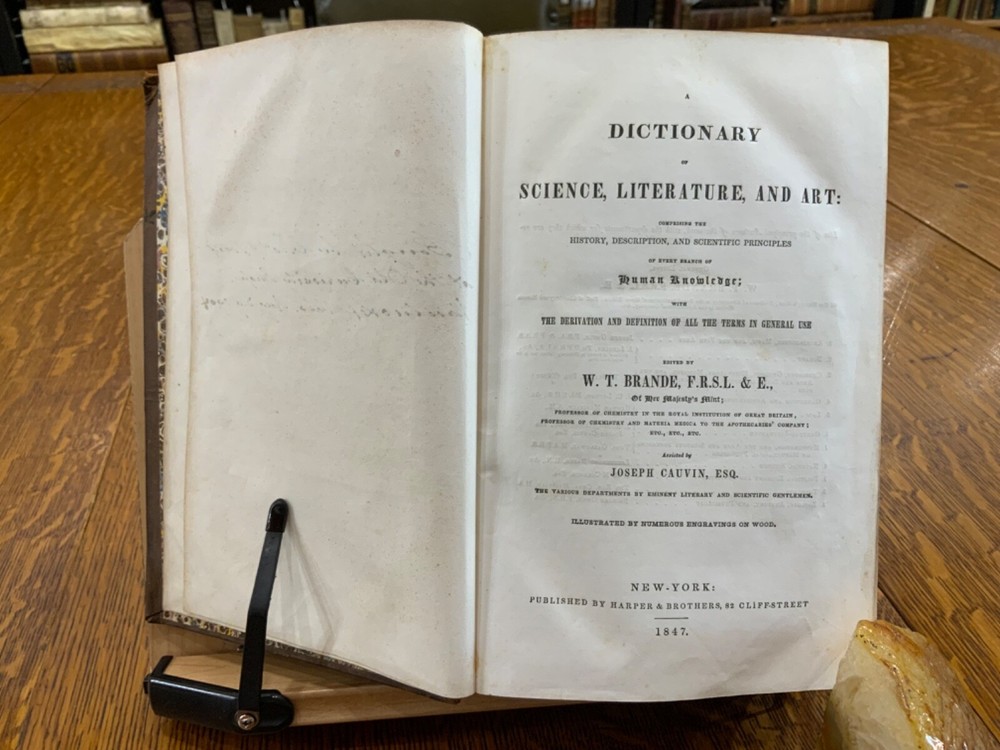 A
DICTIONARY
OF
SCIENCE, LITERATURE, AND ART:
COMPRISING THE
HISTORY, DESCRIPTION, AND SCIENTIFIC PRINCIPLES
OF EVERY BRANCH OF
Human Knowledge;
WITH
THE DERIVATION AND DEFINITION OF ALL THE TERMS IN GENERAL USE
EDITED BY
W. T. BRANDE, F.R.S.L. & E.,
Of Her Majesty's Mint;
PROFESSOR OF CHEMISTRY IN THE ROYAL INSTITUTION OF GREAT BRITAIN,
PROFESSOR OF CHEMISTRY AND MATERIA MEDICA TO THE APOTHECARIES' COMPANY;
ETC., ETC., ETC.
Assisted by
JOSEPH CAUVIN, ESQ.
THE VARIOUS DEPARTMENTS BY EMINENT LITERARY AND SCIENTIFIC GENTLEMEN.
ILLUSTRATED BY NUMEROUS ENGRAVINGS ON WOOD.
NEW-YORK:
PUBLISHED BY HARPER & BROTHERS, 82 CLIFF-STREET
1847.